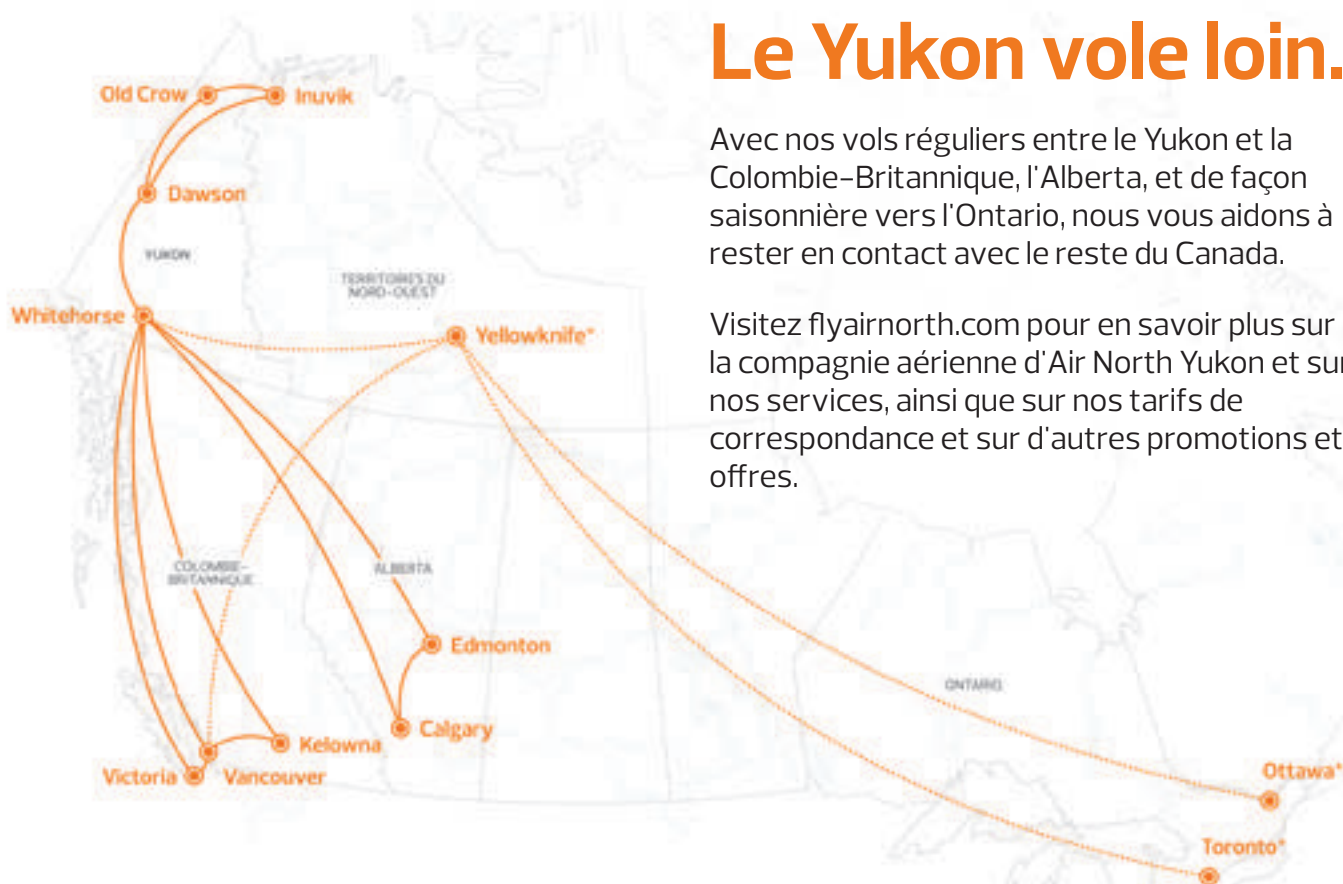 Le Yukon vole loin.
Avec nos vols réguliers entre le Yukon et la
Colombie-Britannique, l'Alberta, et de façon
saisonnière vers l'Ontario, nous vous aidons à
rester en contact avec le reste du Canada.
Visitez flyairnorth.com pour en savoir plus sur
la compagnie aérienne d'Air North Yukon et sur
nos services, ainsi que sur nos tarifs de
correspondance et sur d'autres promotions et
offres.
Old Crow
Inuvik
Dawson
YUKON
TERRITOIRES DU
NORD-OUEST
Whitehorse
Yellowknife*
COLOMBIE-
BRITANNIQUE
ALBERTA
Edmonton
ONTARIO
Calgary
Kelowna
Victoria
Vancouver
Ottawa*
Toronto*